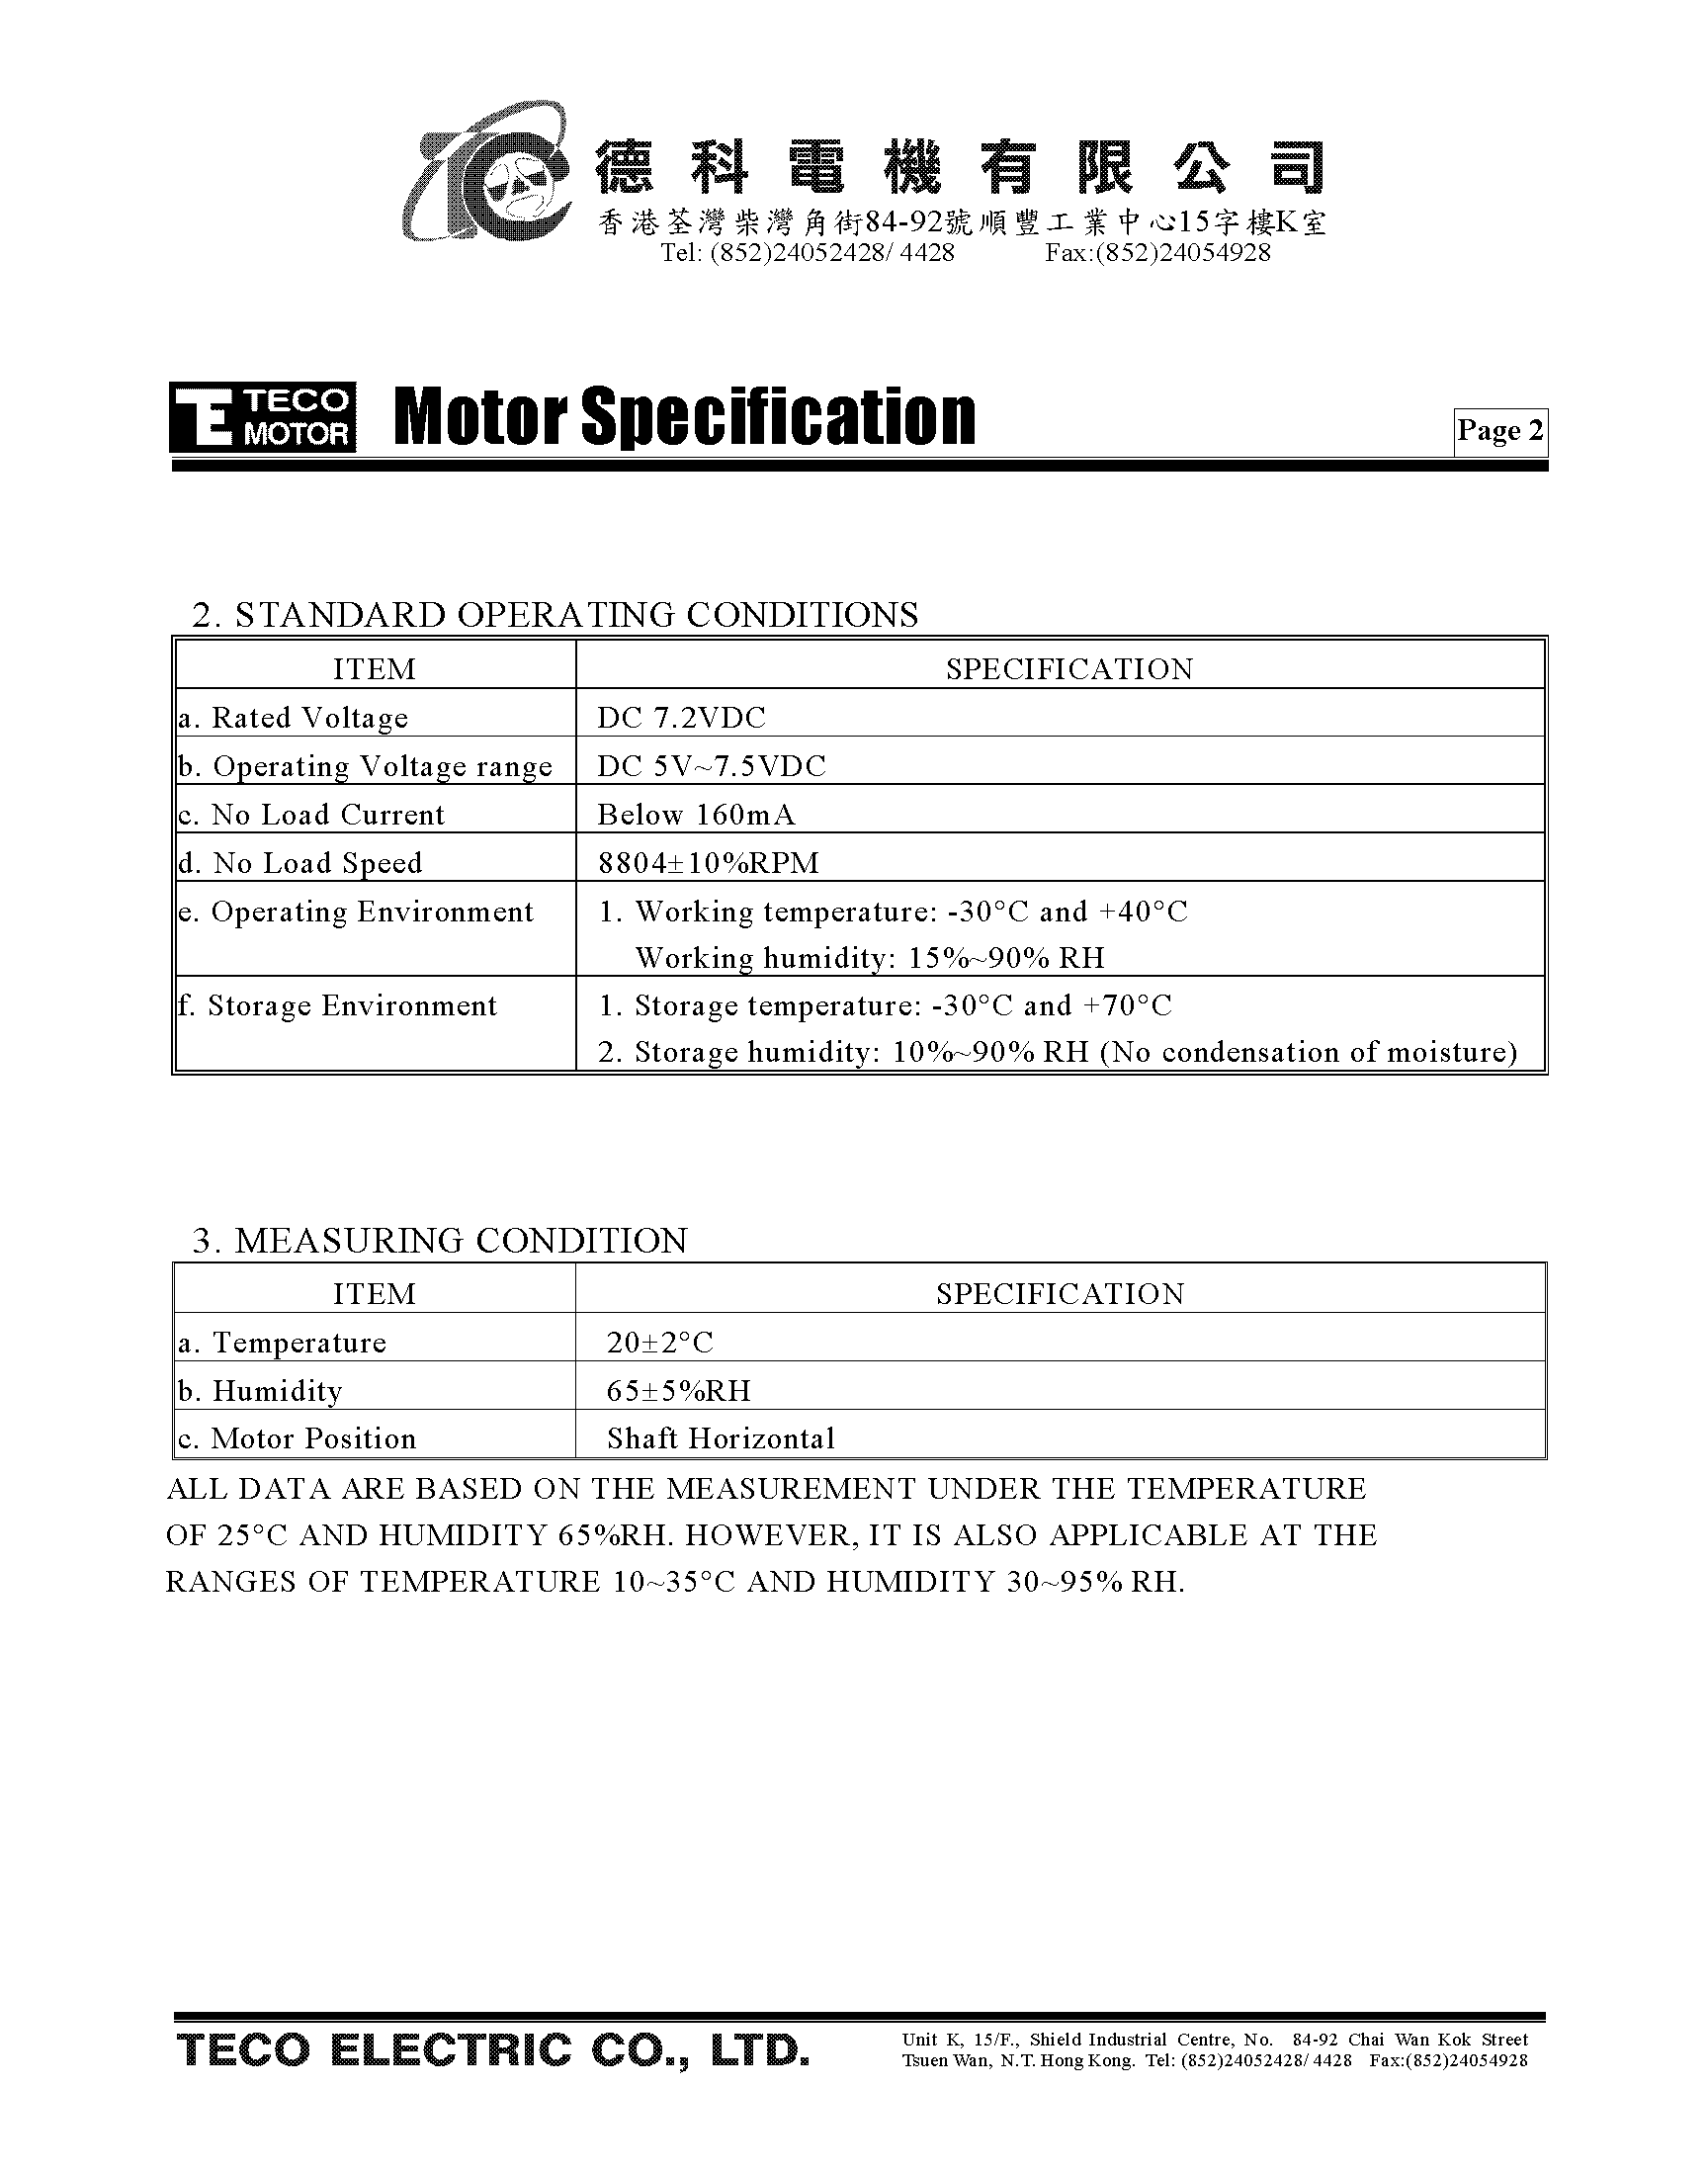 德科電機有限公司
香港荃灣柴灣角街84-92號順豐工業中心15字樓K室
Tel: (852)24052428/ 4428 Fax:(852)24054928
TECO
MOTOR
Motor Specification
Page 2
2. STANDARD OPERATING CONDITIONS
ITEM SPECIFICATION
a. Rated Voltage DC 7.2VDC
b. Operating Voltage range DC 5V~7.5VDC
c. No Load Current Below 160mA
d. No Load Speed 8804±10%RPM
e. Operating Environment 1. Working temperature: -30°C and +40°C
Working humidity: 15%~90% RH
f. Storage Environment 1. Storage temperature: -30°C and +70°C
2. Storage humidity: 10%~90% RH (No condensation of moisture)
3. MEASURING CONDITION
ITEM SPECIFICATION
a. Temperature 20±2°C
b. Humidity 65±5%RH
c. Motor Position Shaft Horizontal
ALL DATA ARE BASED ON THE MEASUREMENT UNDER THE TEMPERATURE
OF 25°C AND HUMIDITY 65%RH. HOWEVER, IT IS ALSO APPLICABLE AT THE
RANGES OF TEMPERATURE 10~35°C AND HUMIDITY 30~95% RH.
TECO ELECTRIC CO., LTD.
Unit K, 15/F., Shield Industrial Centre, No. 84-92 Chai Wan Kok Street
Tsuen Wan, N.T. Hong Kong. Tel: (852)24052428/ 4428 Fax:(852)24054928